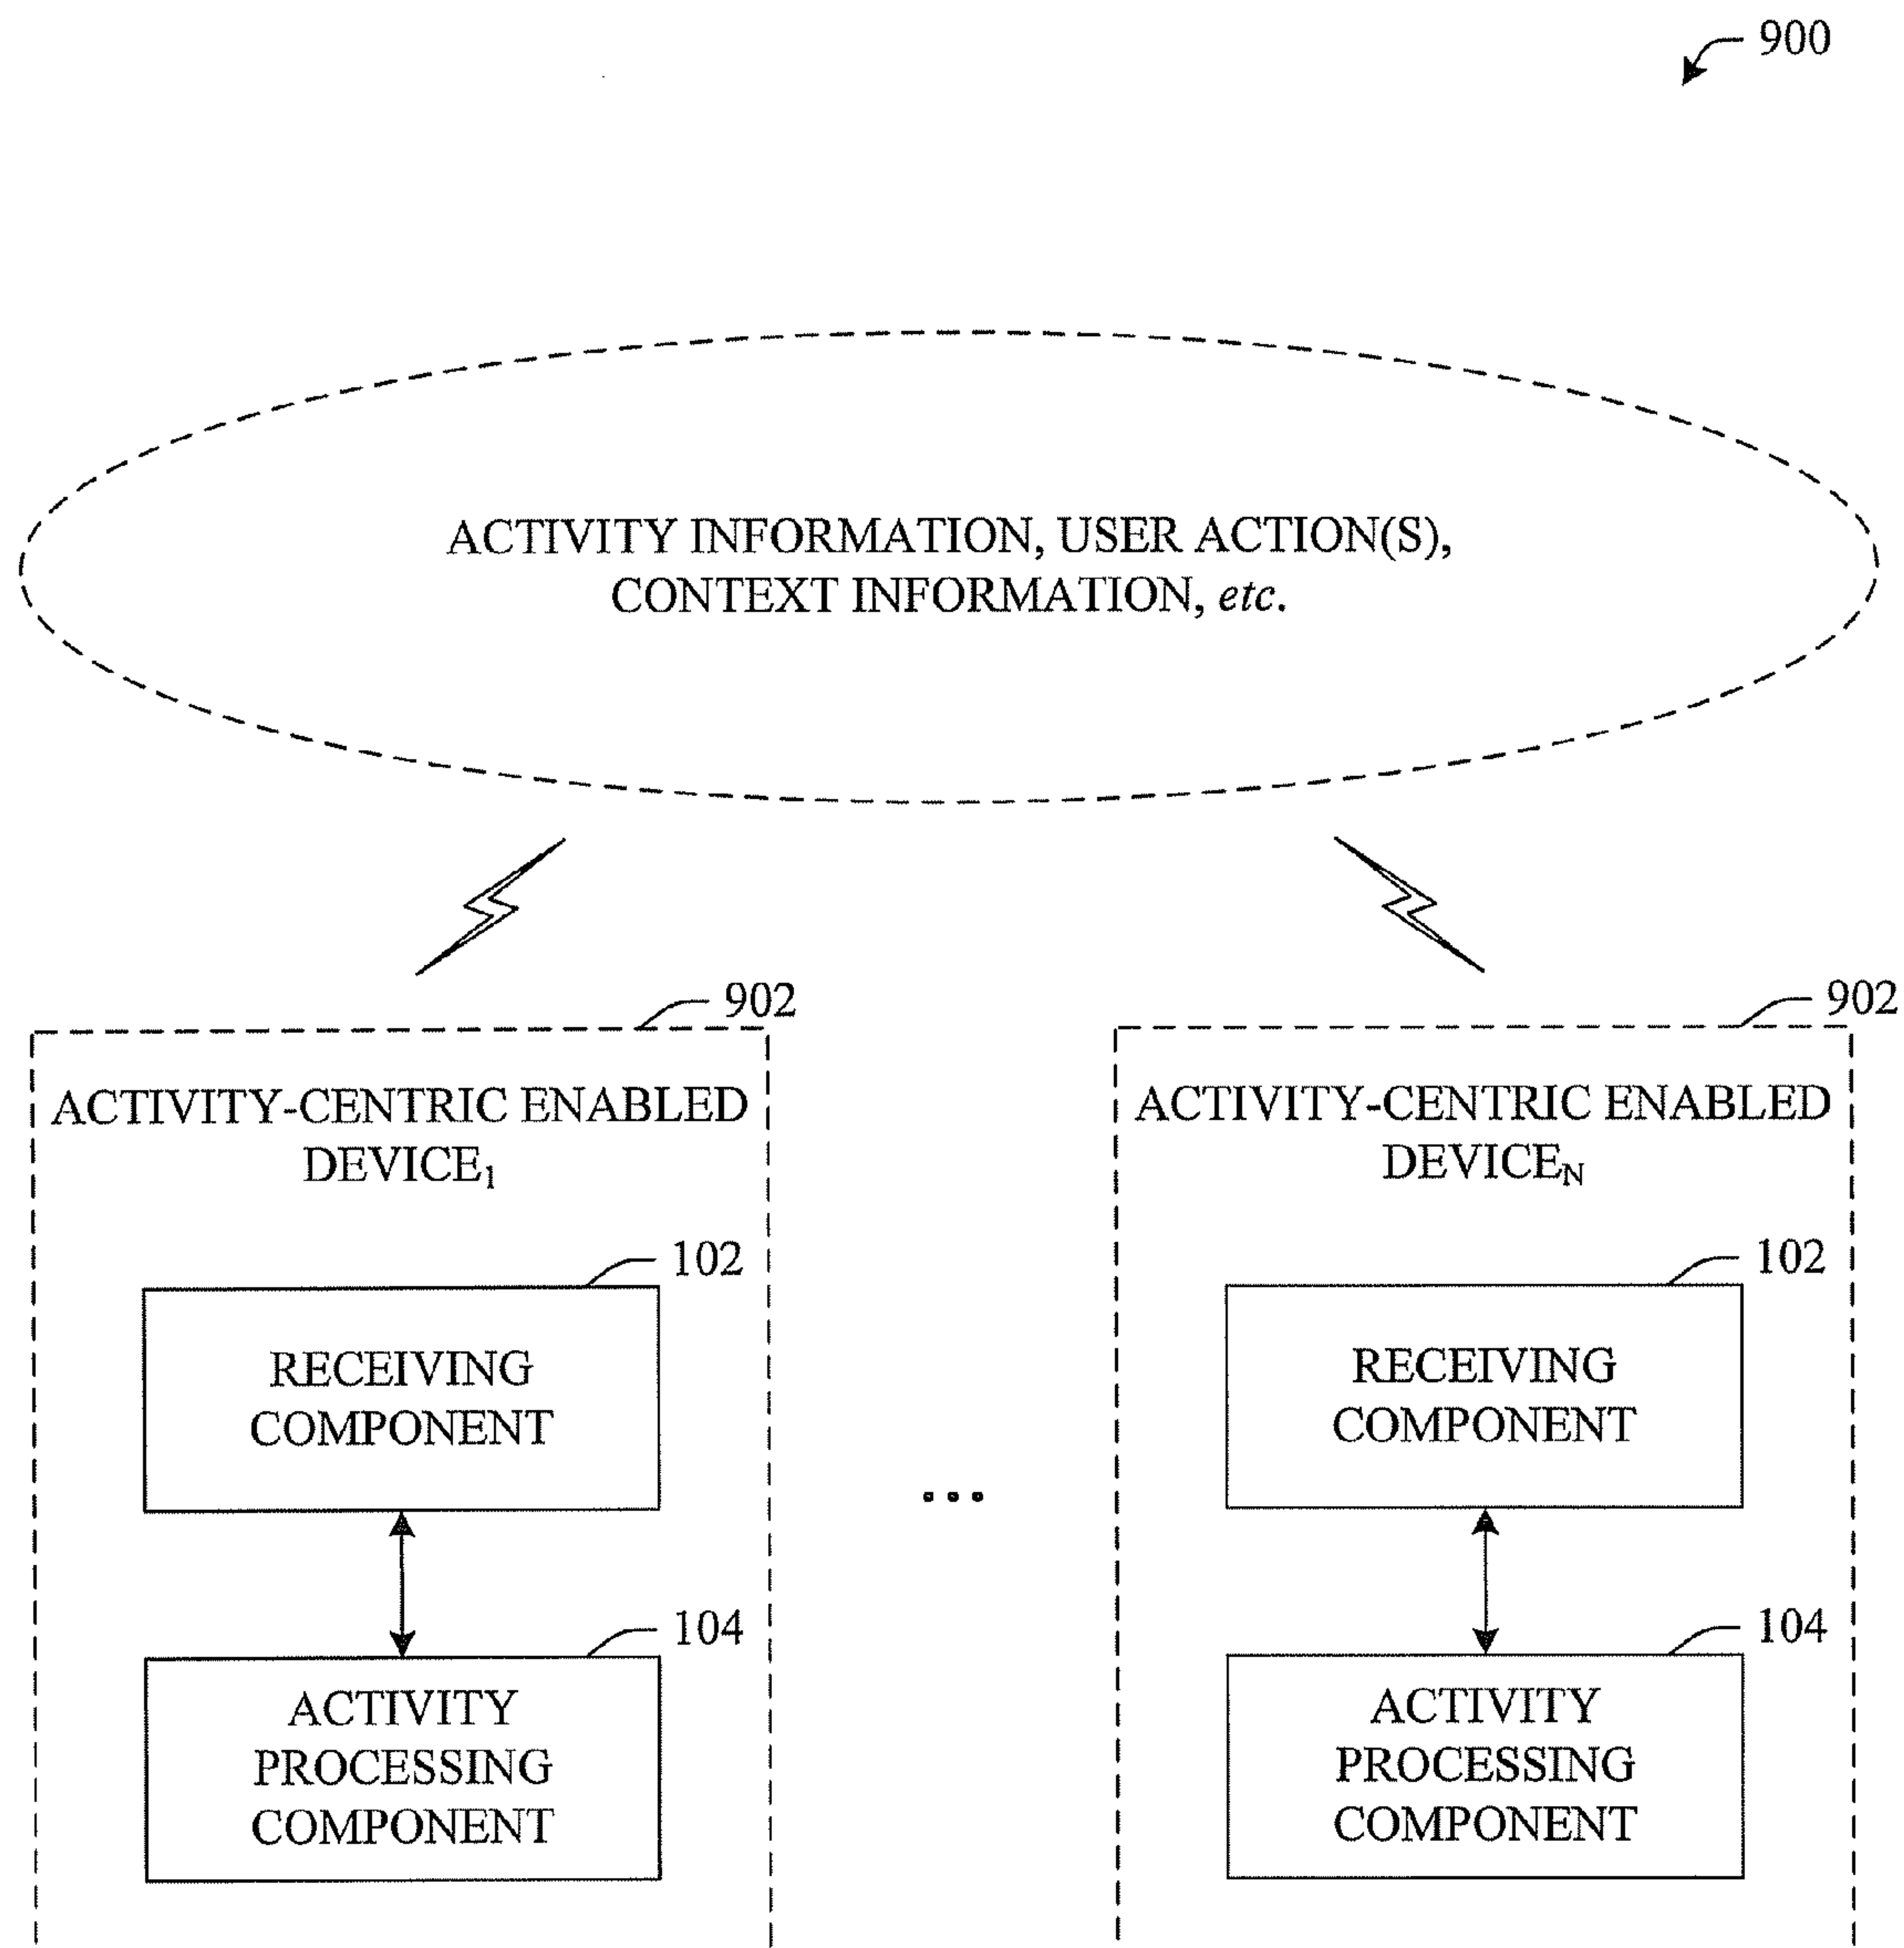 900
ACTIVITY INFORMATION, USER ACTION(S),
CONTEXT INFORMATION, etc.
902
ACTIVITY-CENTRIC ENABLED
DEVICE1
102
RECEIVING
COMPONENT
104
ACTIVITY
PROCESSING
COMPONENT
...
902
ACTIVITY-CENTRIC ENABLED
DEVICEN
102
RECEIVING
COMPONENT
104
ACTIVITY
PROCESSING
COMPONENT